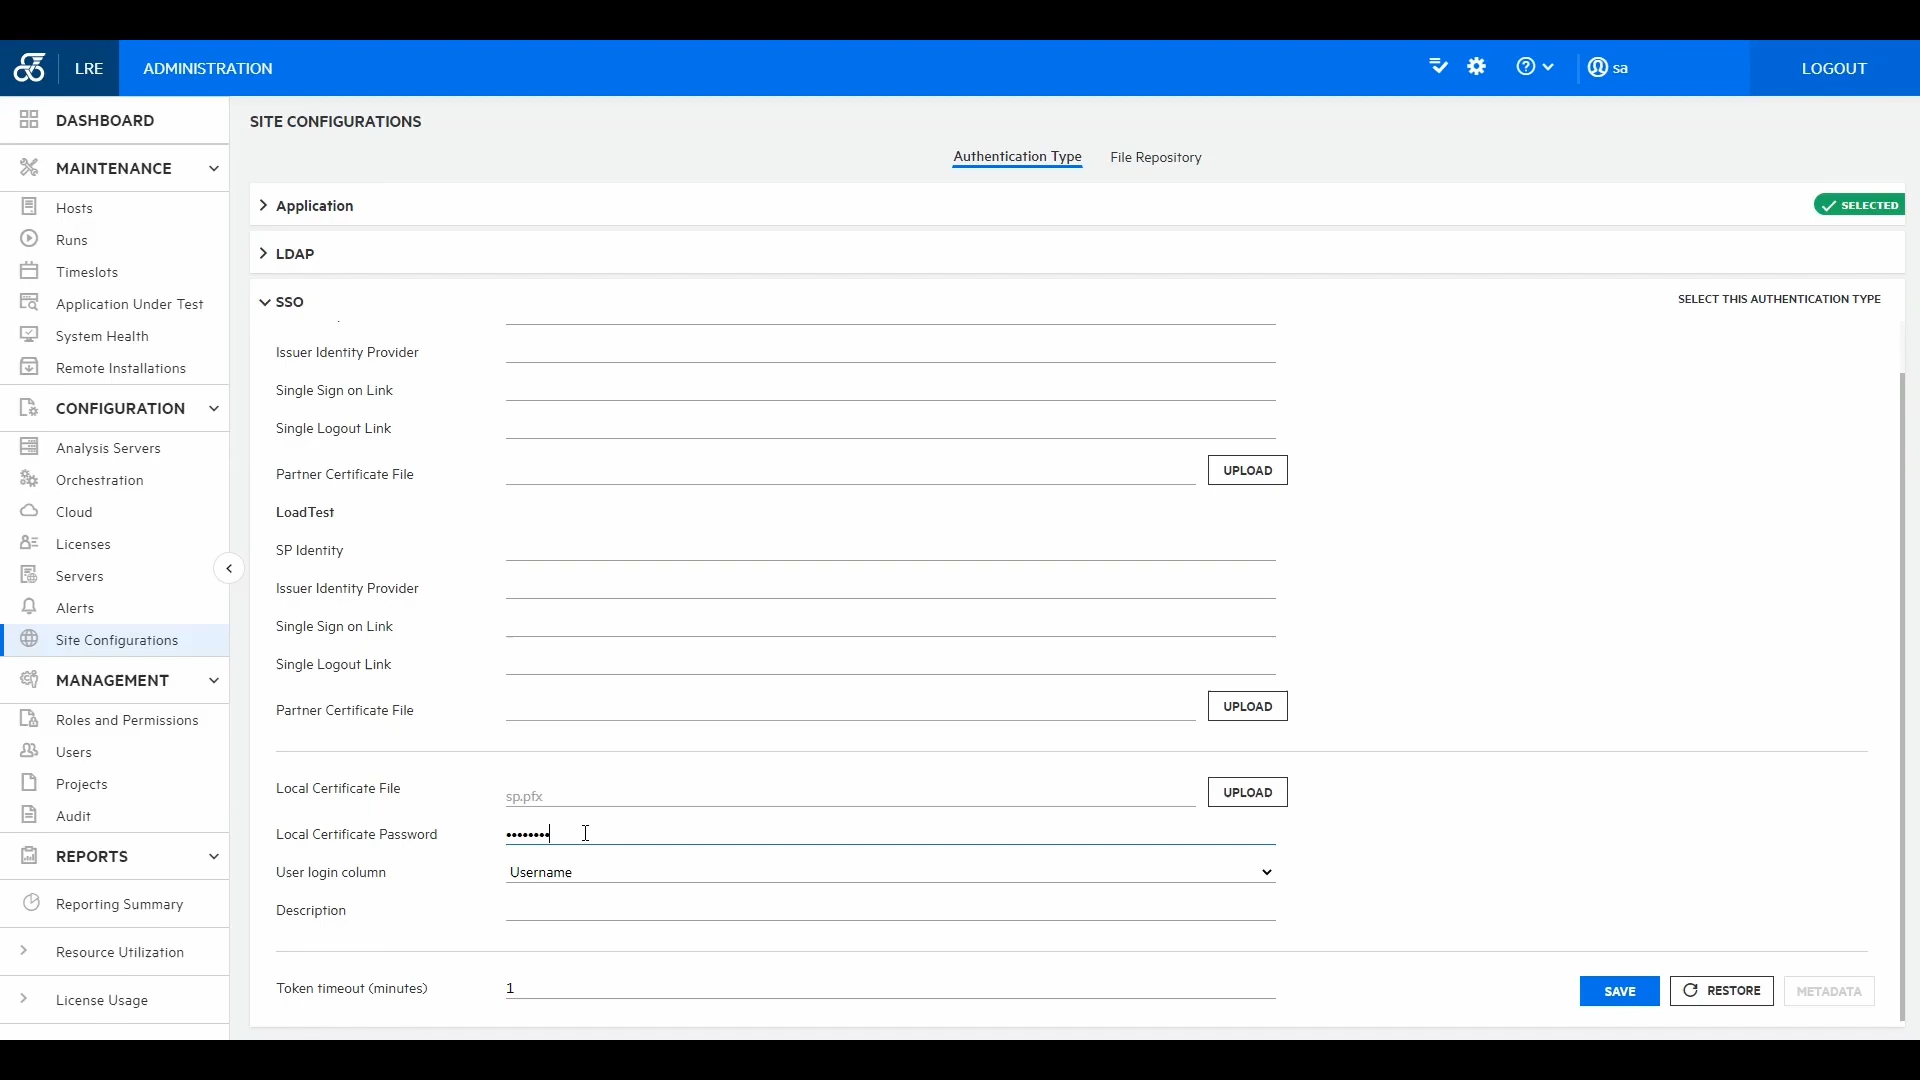 LRE
ADMINISTRATION
sa
LOGOUT
DASHBOARD
MAINTENANCE
Hosts
Runs
Timeslots
Application Under Test
System Health
Remote Installations
CONFIGURATION
Analysis Servers
Orchestration
Cloud
Licenses
Servers
Alerts
Site Configurations
MANAGEMENT
Roles and Permissions
Users
Projects
Audit
REPORTS
Reporting Summary
Resource Utilization
License Usage
SITE CONFIGURATIONS
Authentication Type
File Repository
Application
SELECTED
LDAP
SSO
SELECT THIS AUTHENTICATION TYPE
Issuer Identity Provider
Single Sign on Link
Single Logout Link
Partner Certificate File
UPLOAD
LoadTest
SP Identity
Issuer Identity Provider
Single Sign on Link
Single Logout Link
Partner Certificate File
UPLOAD
Local Certificate File
sp.pfx
UPLOAD
Local Certificate Password
••••••••
User login column
Username
Description
Token timeout (minutes)
1
SAVE
RESTORE
METADATA